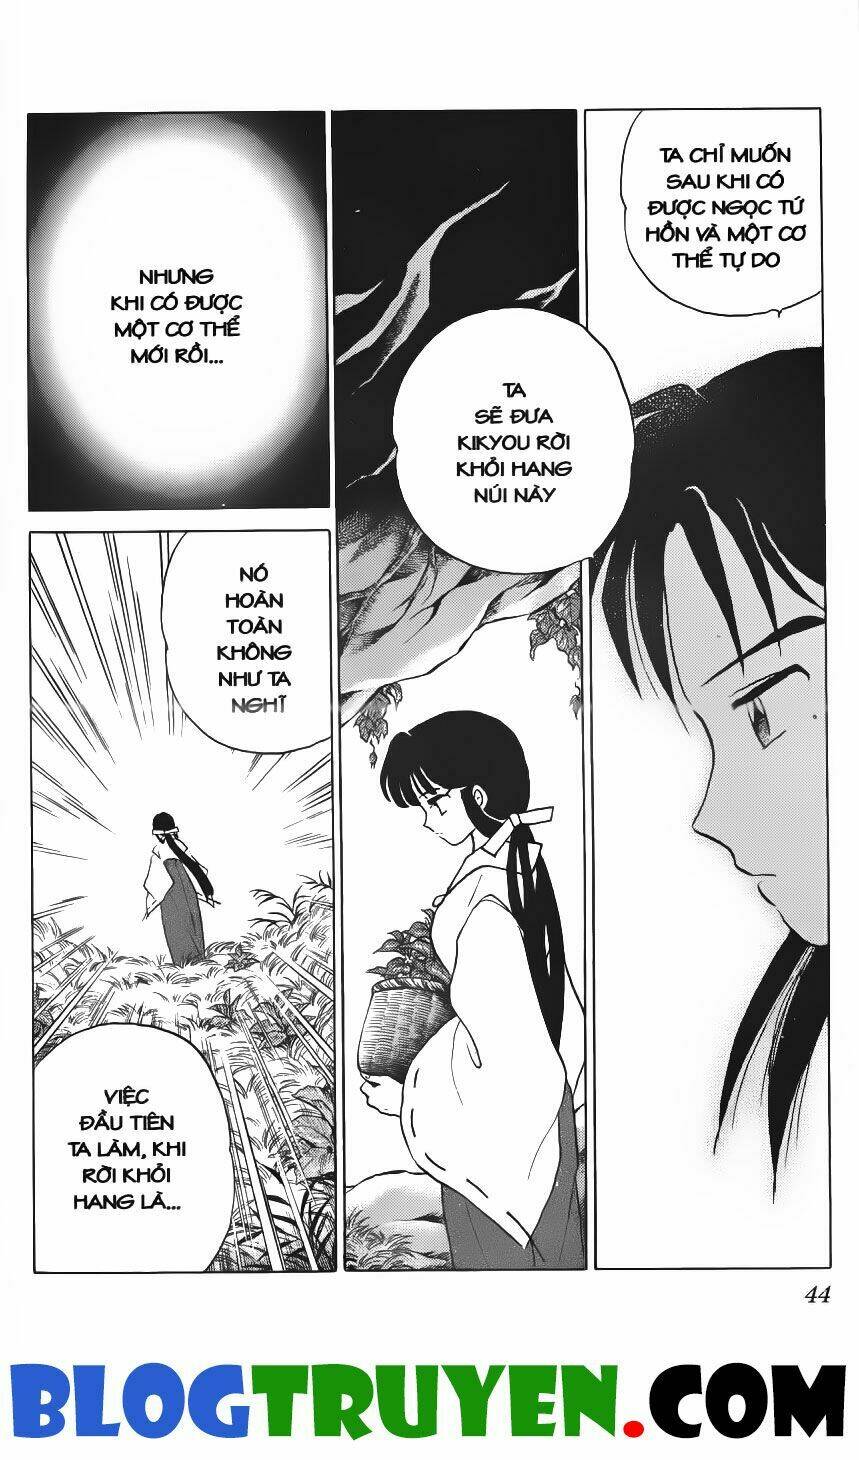 TA CHỈ MUỐN
SAU KHI CÓ
ĐƯỢC NGỌC TỨ
HỒN VÀ MỘT CƠ
THỂ TỰ DO
TA
SẼ ĐƯA
KIKYOU RỜI
KHỎI HANG
NÚI NÀY
NHƯNG
KHI CÓ ĐƯỢC
MỘT CƠ THỂ
MỚI RỒI...
NÓ
HOÀN
TOÀN
KHÔNG
NHƯ TA
NGHĨ
VIỆC
ĐẦU TIÊN
TA LÀM, KHI
RỜI KHỎI
HANG LÀ...
44
BLOGTRUYEN.COM